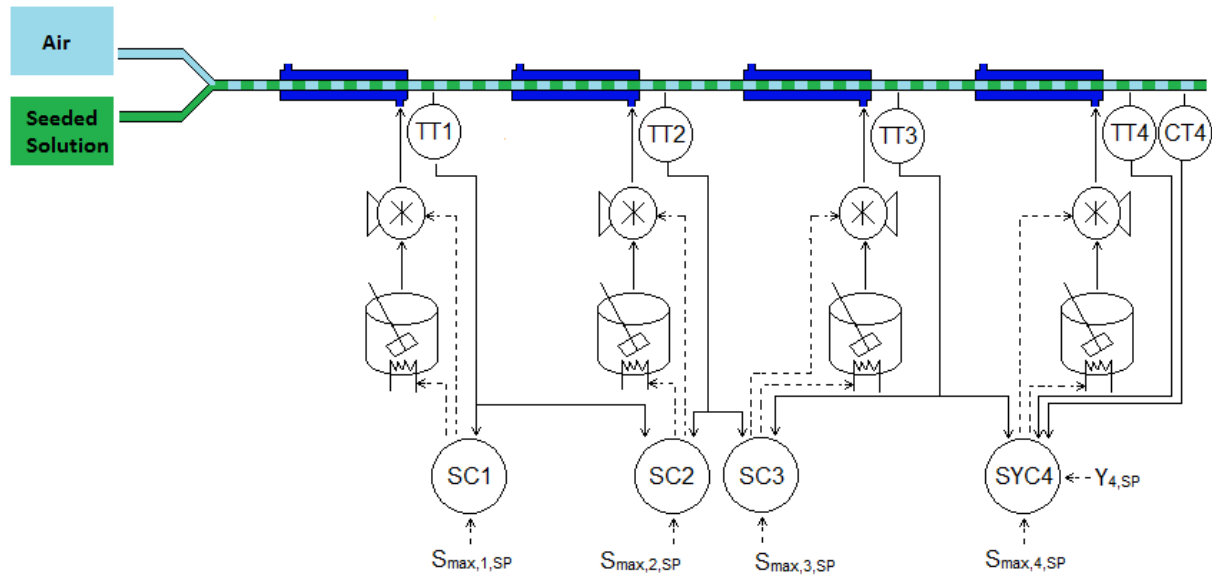 Air
Seeded
Solution
TT1
TT2
TT3
TT4
CT4
SC1
SC2
SC3
SYC4
Y4,SP
Smax,1,SP
Smax,2,SP
Smax,3,SP
Smax,4,SP